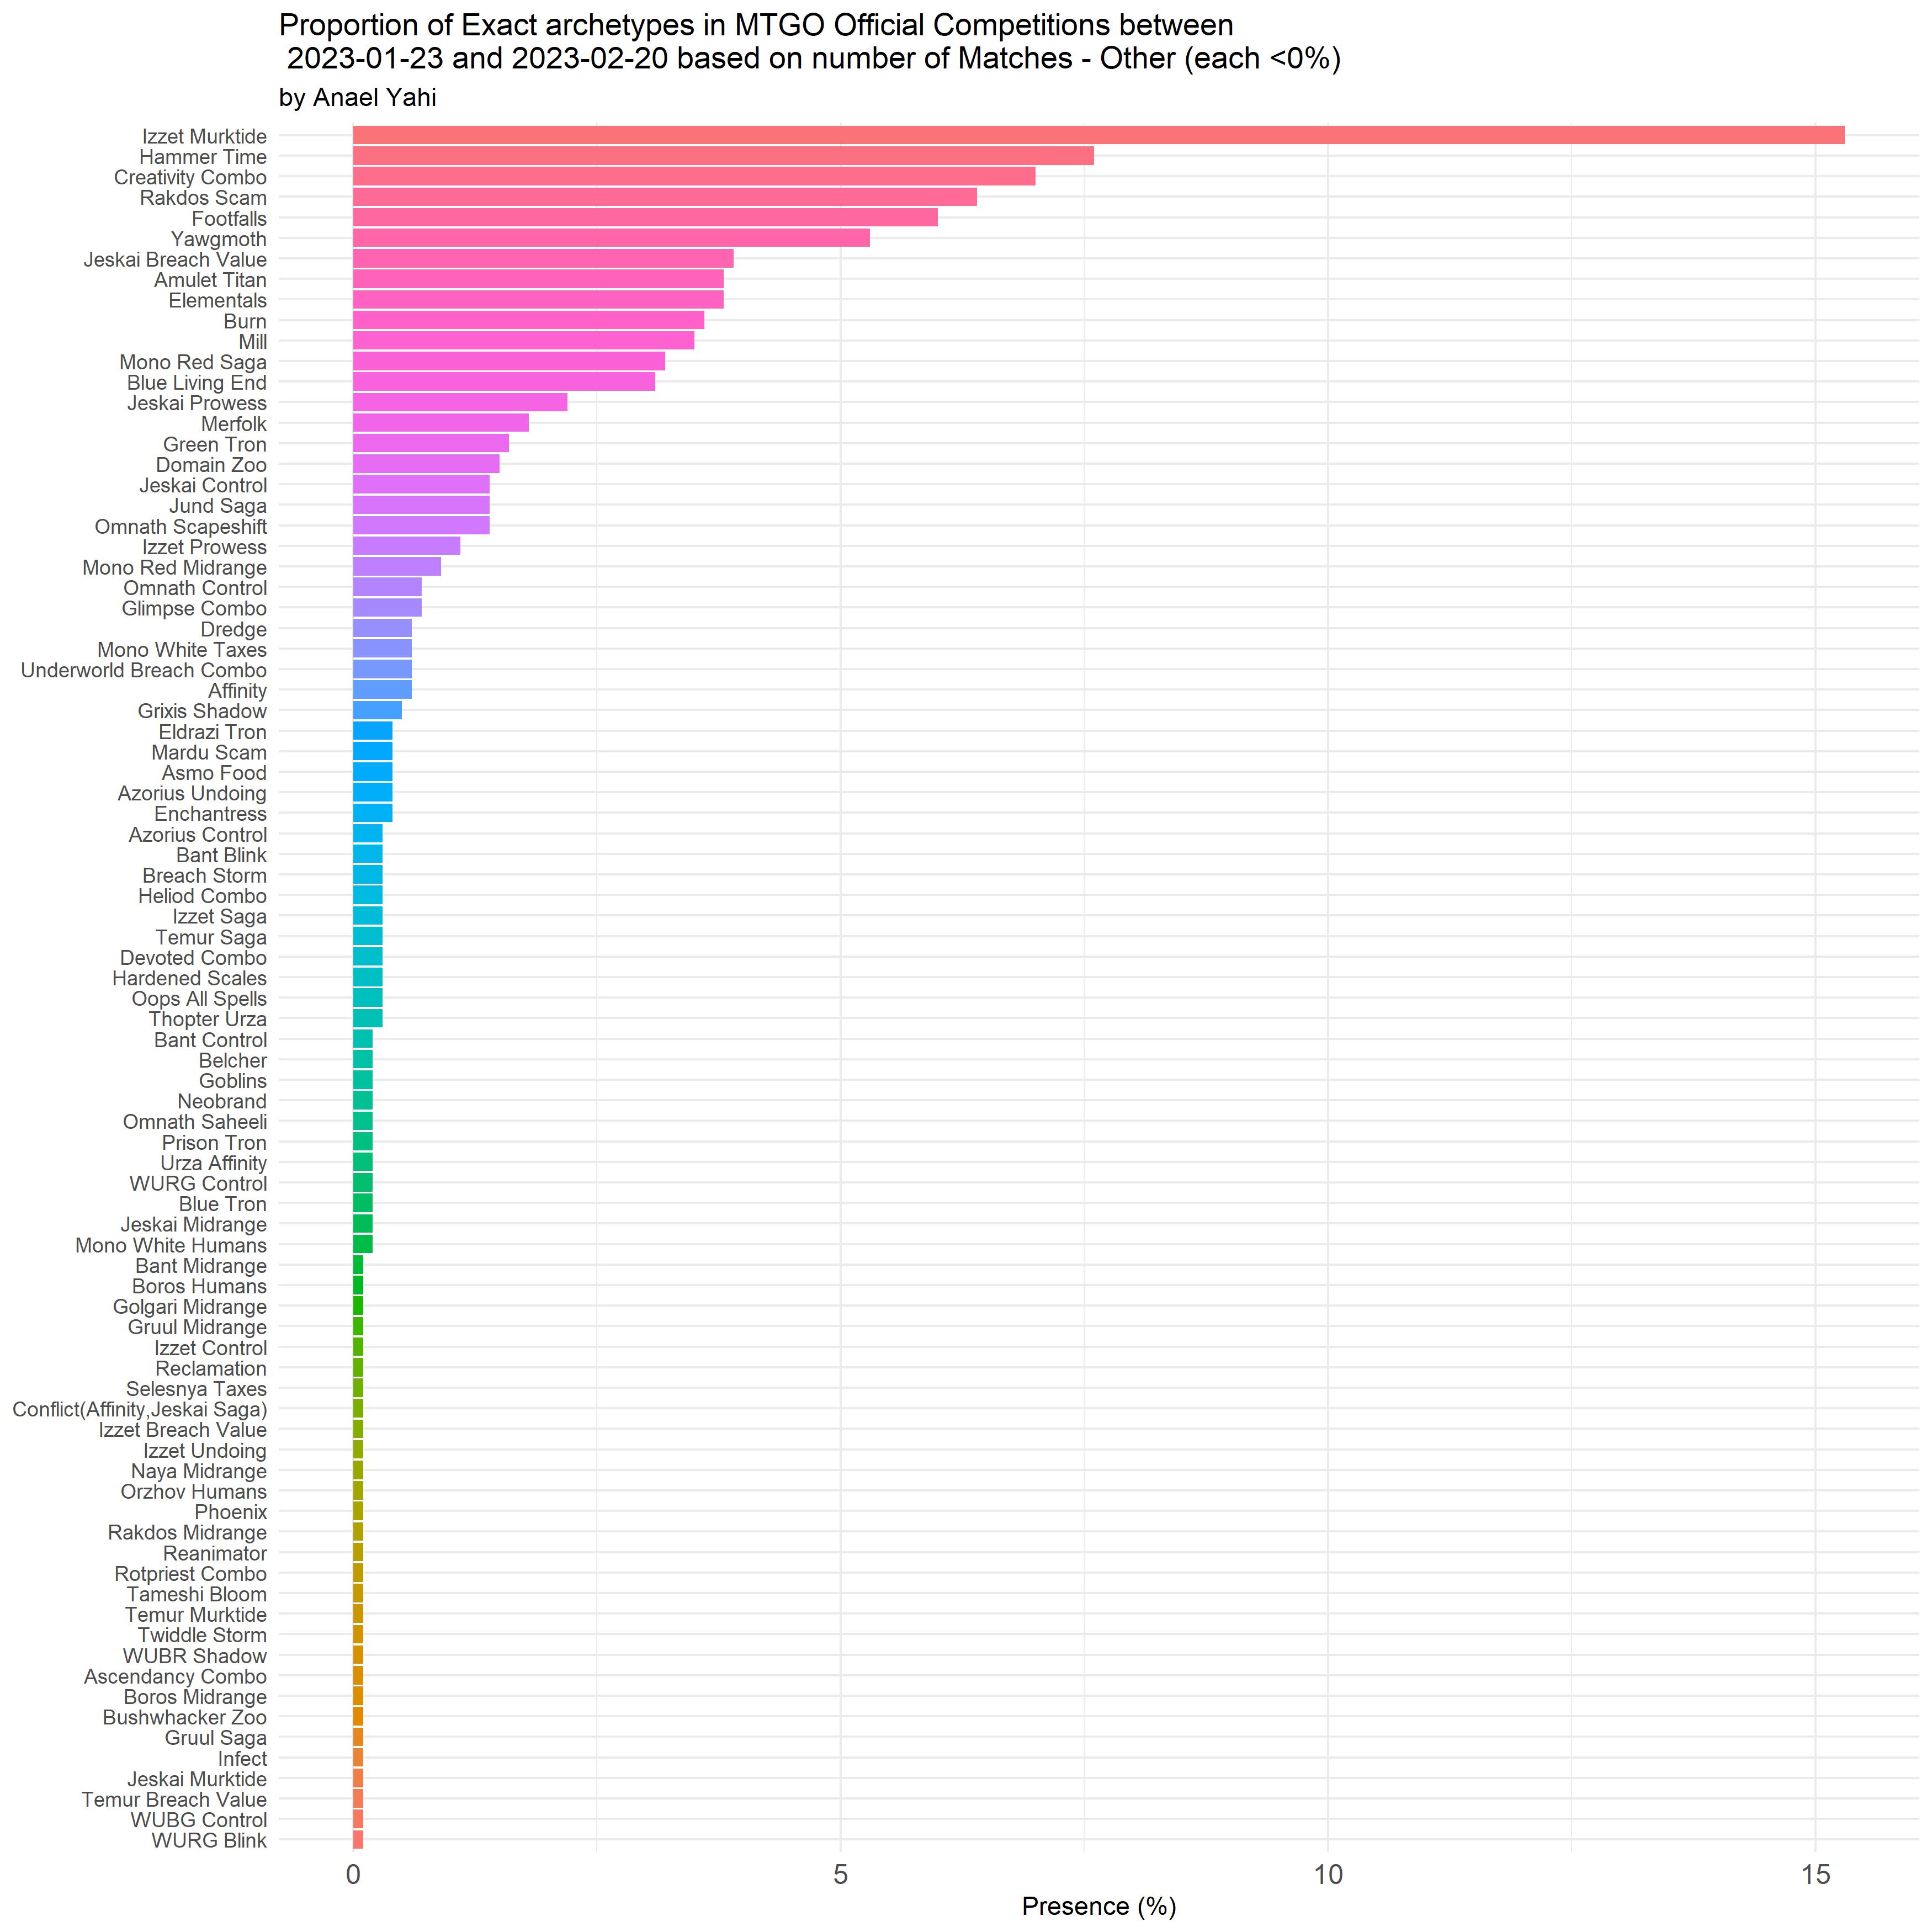 Proportion of Exact archetypes in MTGO Official Competitions between
2023-01-23 and 2023-02-20 based on number of Matches - Other (each <0%)
by Anael Yahi
Izzet Murktide
Hammer Time
Creativity Combo
Rakdos Scam
Footfalls
Yawgmoth
Jeskai Breach Value
Amulet Titan
Elementals
Burn
Mill
Mono Red Saga
Blue Living End
Jeskai Prowess
Merfolk
Green Tron
Domain Zoo
Jeskai Control
Jund Saga
Omnath Scapeshift
Izzet Prowess
Mono Red Midrange
Omnath Control
Glimpse Combo
Dredge
Mono White Taxes
Underworld Breach Combo
Affinity
Grixis Shadow
Eldrazi Tron
Mardu Scam
Asmo Food
Azorius Undoing
Enchantress
Azorius Control
Bant Blink
Breach Storm
Heliod Combo
Izzet Saga
Temur Saga
Devoted Combo
Hardened Scales
Oops All Spells
Thopter Urza
Bant Control
Belcher
Goblins
Neobrand
Omnath Saheeli
Prison Tron
Urza Affinity
WURG Control
Blue Tron
Jeskai Midrange
Mono White Humans
Bant Midrange
Boros Humans
Golgari Midrange
Gruul Midrange
Izzet Control
Reclamation
Selesnya Taxes
Conflict(Affinity,Jeskai Saga)
Izzet Breach Value
Izzet Undoing
Naya Midrange
Orzhov Humans
Phoenix
Rakdos Midrange
Reanimator
Rotpriest Combo
Tameshi Bloom
Temur Murktide
Twiddle Storm
WUBR Shadow
Ascendancy Combo
Boros Midrange
Bushwhacker Zoo
Gruul Saga
Infect
Jeskai Murktide
Temur Breach Value
WUBG Control
WURG Blink
0 5 10 15
Presence (%)